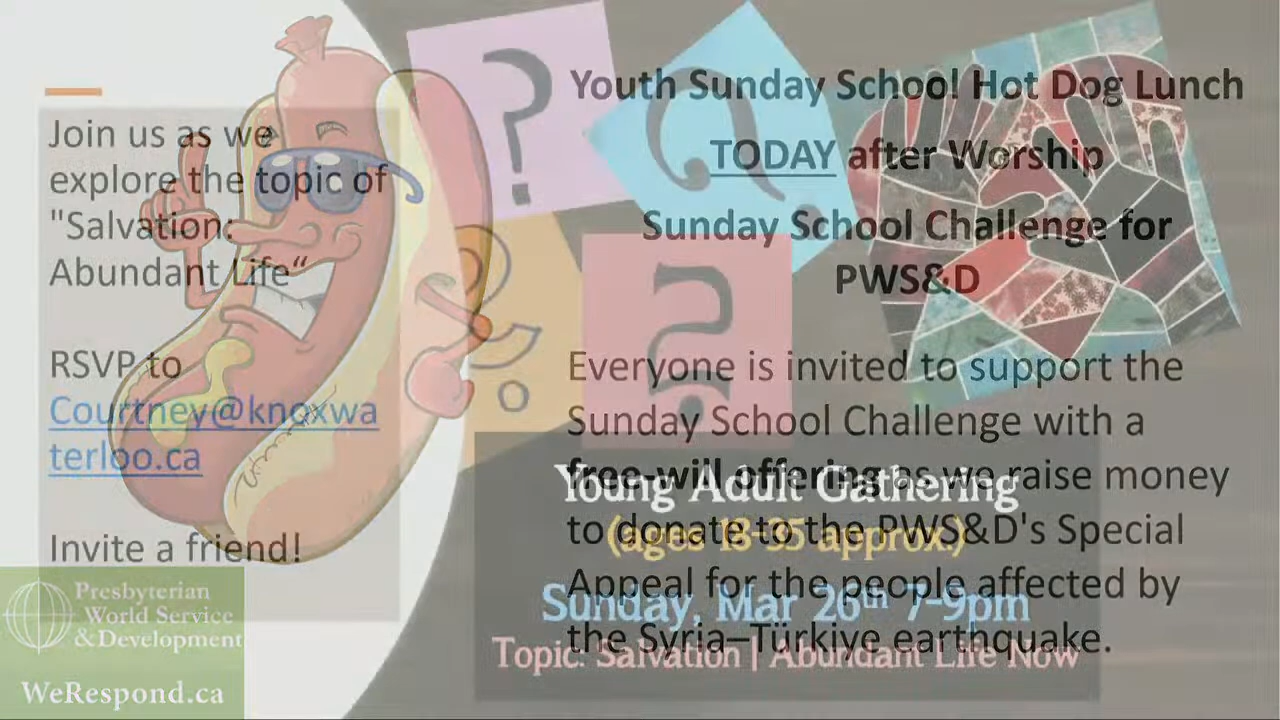 Youth Sunday School Hot Dog Lunch
TODAY after Worship
Sunday School Challenge for
PWS&D
Everyone is invited to support the
Sunday School Challenge with a
free-will offering as we raise money
to donate to the PWS&D's Special
Appeal for the people affected by
the Syria–Türkiye earthquake.
Join us as we
explore the topic of
"Salvation:
Abundant Life“
RSVP to
Courtney@knoxwa
terloo.ca
Invite a friend!
Presbyterian
World Service
& Development
WeRespond.ca
Young Adult Gathering
(ages 18-35 approx.)
Sunday, Mar 26th 7-9pm
Topic: Salvation | Abundant Life Now